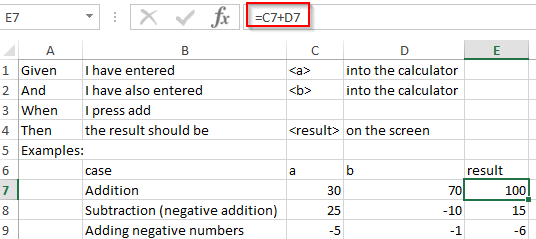 E7 fx =C7+D7
A B C D E
1 Given I have entered <a> into the calculator
2 And I have also entered <b> into the calculator
3 When I press add
4 Then the result should be <result> on the screen
5 Examples:
6 case a b result
7 Addition 30 70 100
8 Subtraction (negative addition) 25 -10 15
9 Adding negative numbers -5 -1 -6